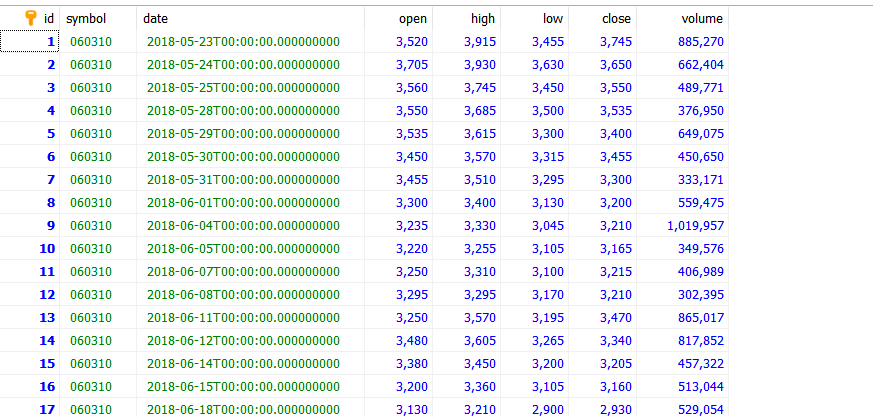 id symbol date open high low close volume
1 060310 2018-05-23T00:00:00.000000000 3,520 3,915 3,455 3,745 885,270
2 060310 2018-05-24T00:00:00.000000000 3,705 3,930 3,630 3,650 662,404
3 060310 2018-05-25T00:00:00.000000000 3,560 3,745 3,450 3,550 489,771
4 060310 2018-05-28T00:00:00.000000000 3,550 3,685 3,500 3,535 376,950
5 060310 2018-05-29T00:00:00.000000000 3,535 3,615 3,300 3,400 649,075
6 060310 2018-05-30T00:00:00.000000000 3,450 3,570 3,315 3,455 450,650
7 060310 2018-05-31T00:00:00.000000000 3,455 3,510 3,295 3,300 333,171
8 060310 2018-06-01T00:00:00.000000000 3,300 3,400 3,130 3,200 559,475
9 060310 2018-06-04T00:00:00.000000000 3,235 3,330 3,045 3,210 1,019,957
10 060310 2018-06-05T00:00:00.000000000 3,220 3,255 3,105 3,165 349,576
11 060310 2018-06-07T00:00:00.000000000 3,250 3,310 3,100 3,215 406,989
12 060310 2018-06-08T00:00:00.000000000 3,295 3,295 3,170 3,210 302,395
13 060310 2018-06-11T00:00:00.000000000 3,250 3,570 3,195 3,470 865,017
14 060310 2018-06-12T00:00:00.000000000 3,480 3,605 3,265 3,340 817,852
15 060310 2018-06-14T00:00:00.000000000 3,380 3,450 3,200 3,205 457,322
16 060310 2018-06-15T00:00:00.000000000 3,200 3,360 3,105 3,160 513,044
17 060310 2018-06-18T00:00:00.000000000 3,130 3,210 2,900 2,930 529,054